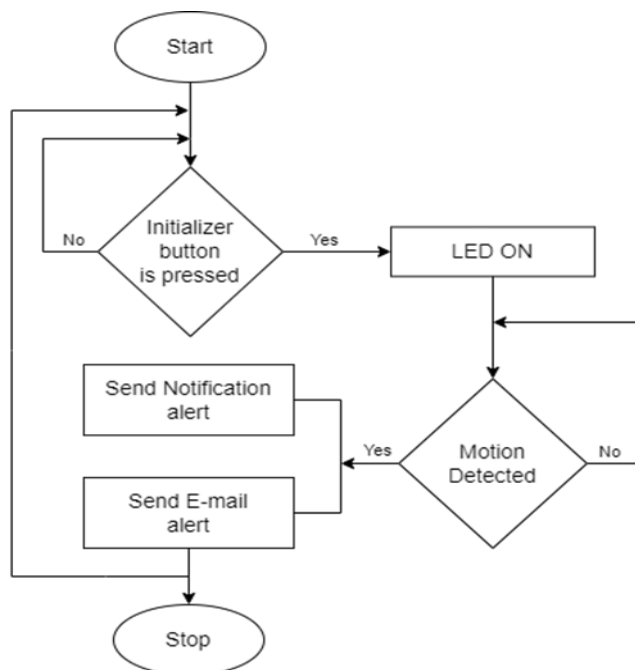 Start
Initializer
button
is pressed
No
Yes
LED ON
Send Notification
alert
Yes
Motion
Detected
No
Send E-mail
alert
Stop